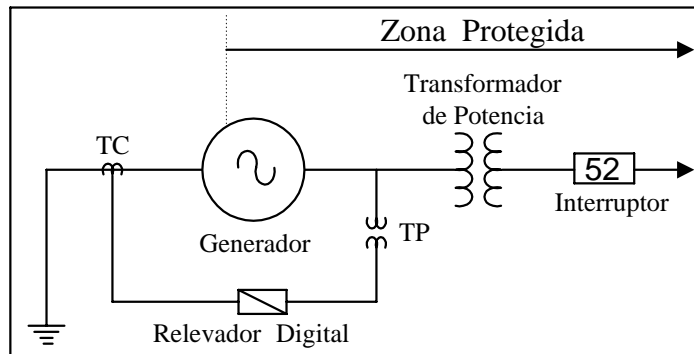 Zona Protegida
Transformador
de Potencia
TC
52
Interruptor
Generador
TP
Relevador Digital